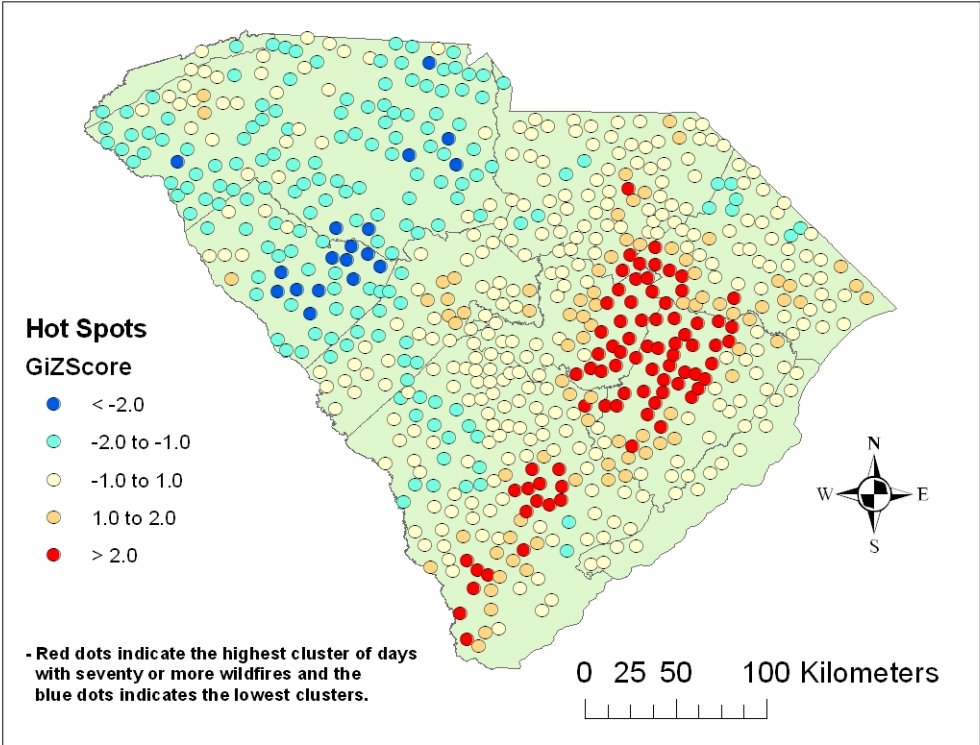 Hot Spots
GiZScore
< -2.0
-2.0 to -1.0
-1.0 to 1.0
1.0 to 2.0
> 2.0
- Red dots indicate the highest cluster of days
with seventy or more wildfires and the
blue dots indicates the lowest clusters.
N
W E
S
0 25 50 100 Kilometers